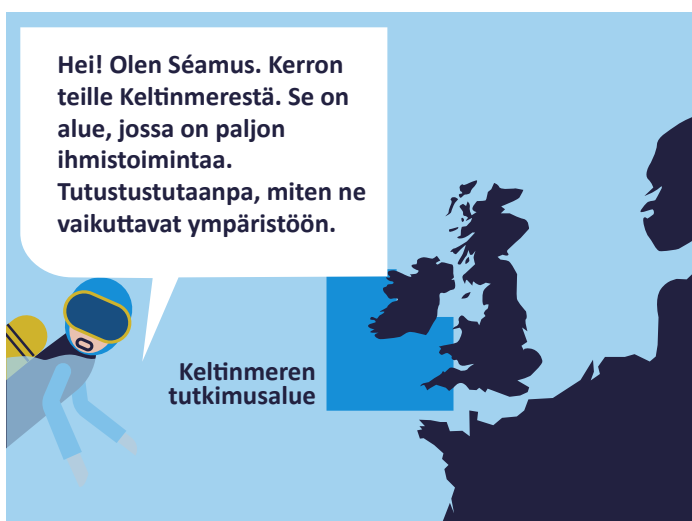 Hei! Olen Séamus. Kerron
teille Keltinmerestä. Se on
alue, jossa on paljon
ihmistoimintaa.
Tutustustutaanpa, miten ne
vaikuttavat ympäristöön.
Keltinmeren
tutkimusalue